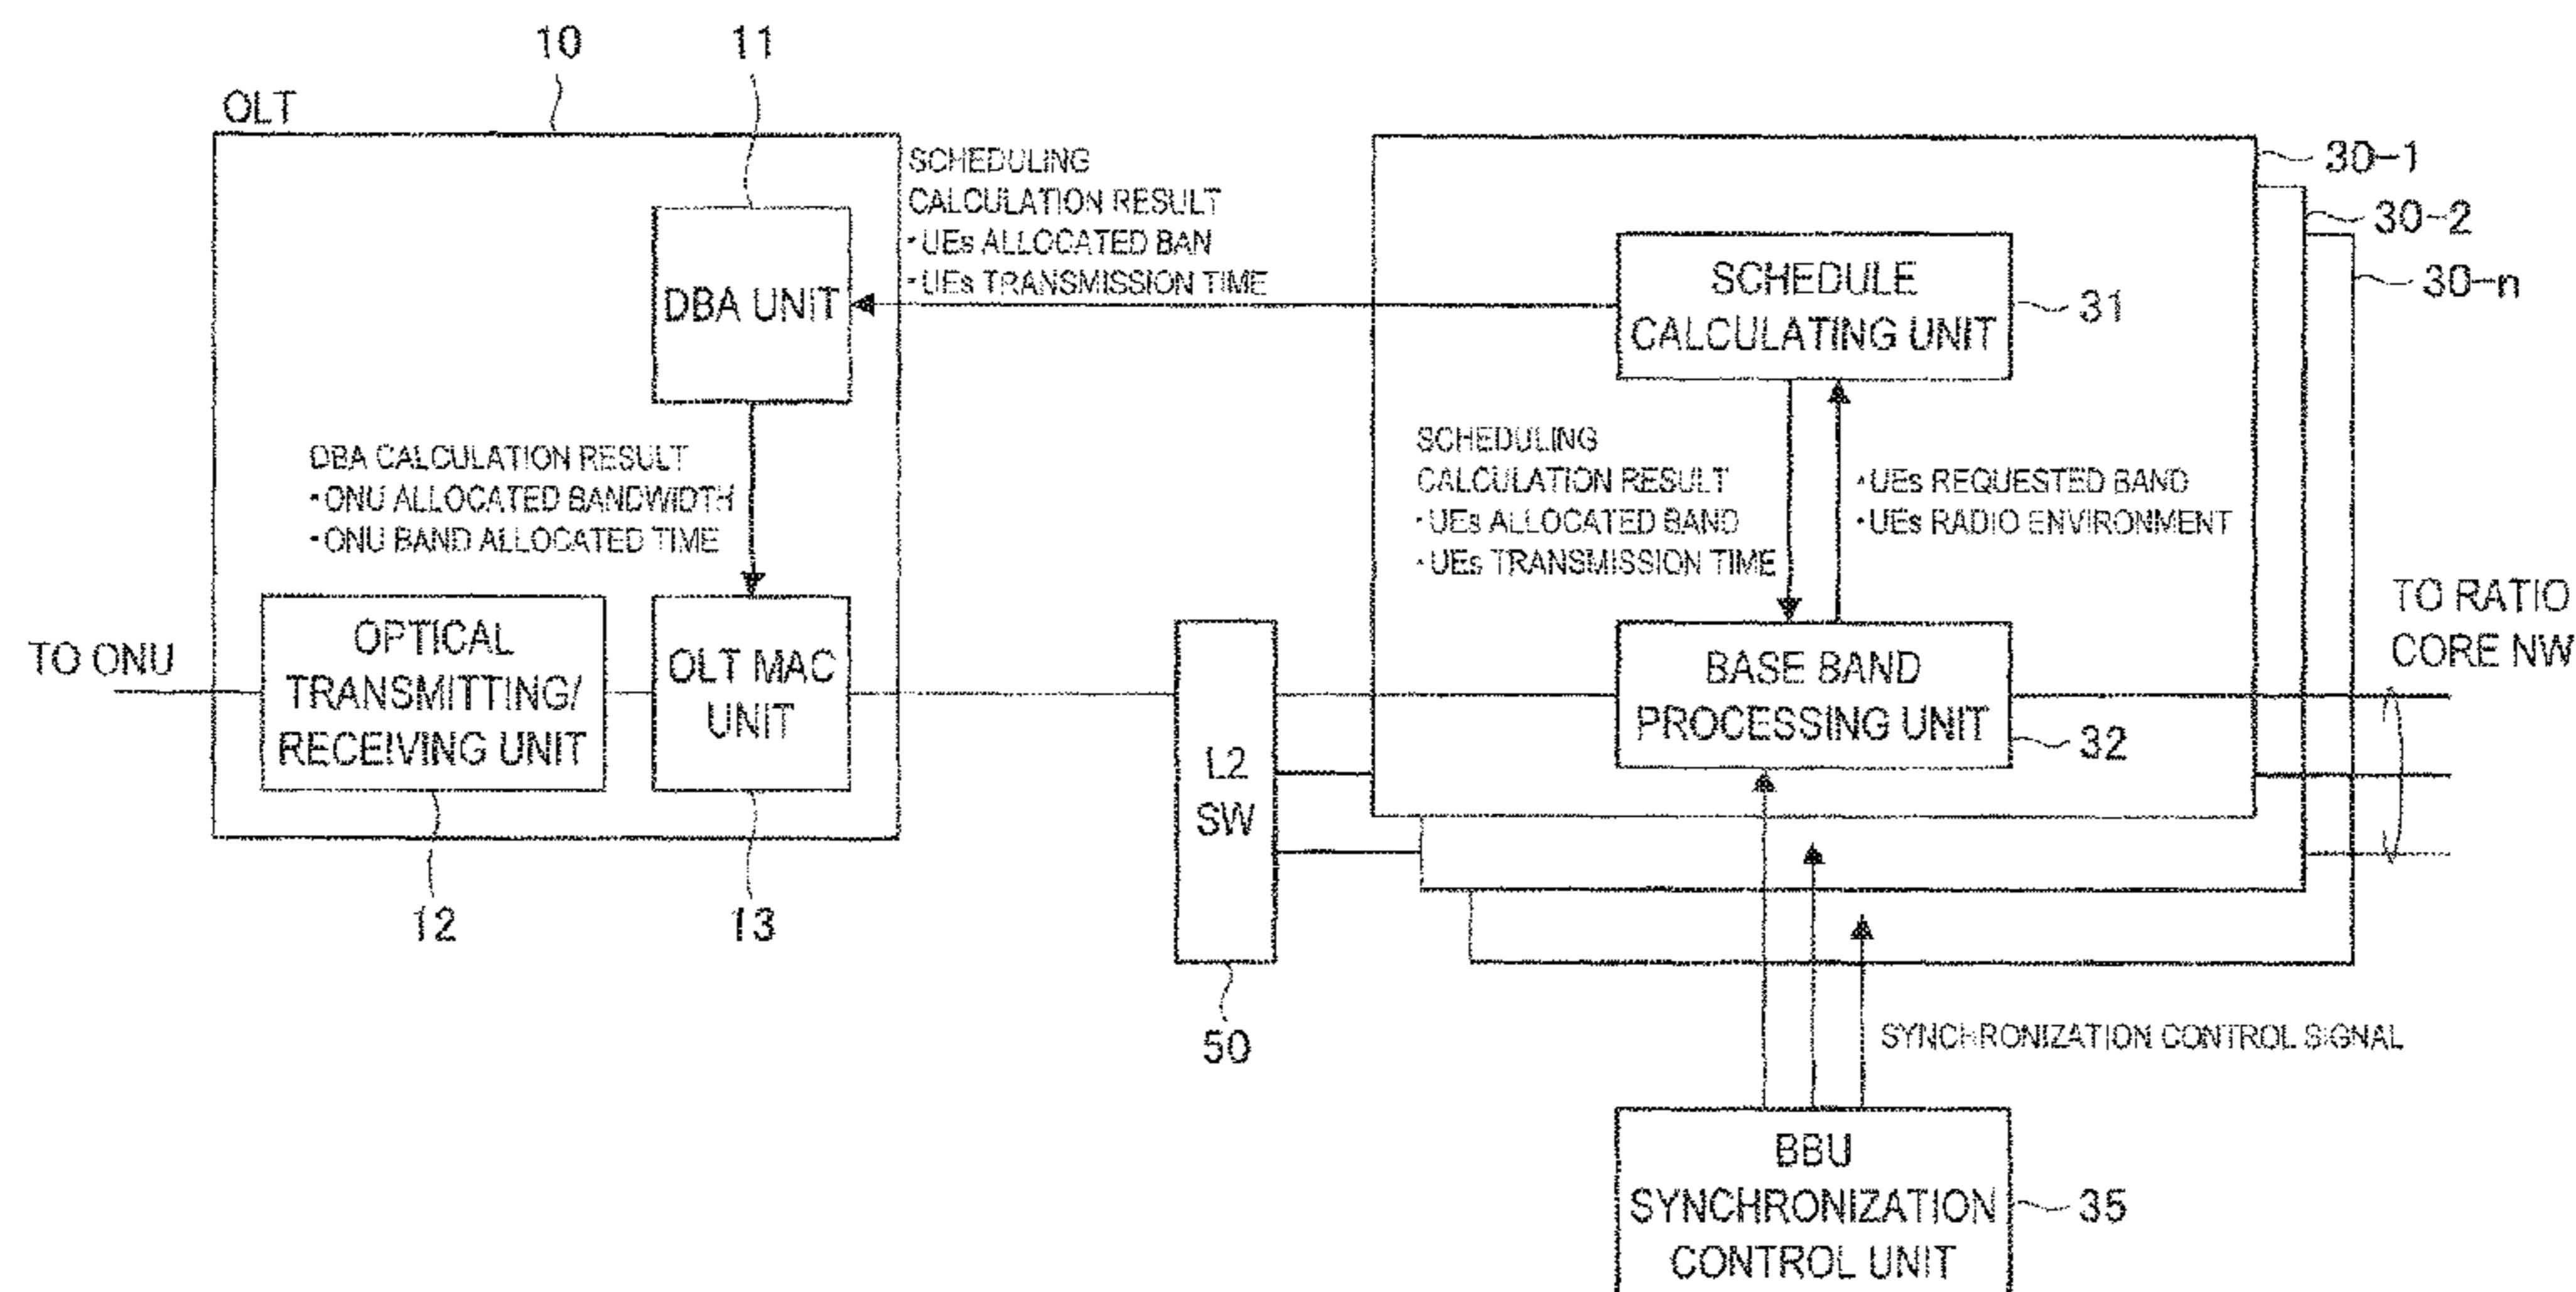 10
11
OLT
SCHEDULING
CALCULATION RESULT
・UEs ALLOCATED BAN
・UEs TRANSMISSION TIME
DBA UNIT
DBA CALCULATION RESULT
・ONU ALLOCATED BANDWIDTH
・ONU BAND ALLOCATED TIME
TO ONU
OPTICAL
TRANSMITTING/
RECEIVING UNIT
OLT MAC
UNIT
12
13
L2
SW
50
30-1
30-2
30-n
SCHEDULE
CALCULATING UNIT
31
SCHEDULING
CALCULATION RESULT
・UEs ALLOCATED BAND
・UEs TRANSMISSION TIME
・UEs REQUESTED BAND
・UEs RADIO ENVIRONMENT
BASE BAND
PROCESSING UNIT
32
TO RATIO
CORE NW
SYNCHRONIZATION CONTROL SIGNAL
BBU
SYNCHRONIZATION
CONTROL UNIT
35